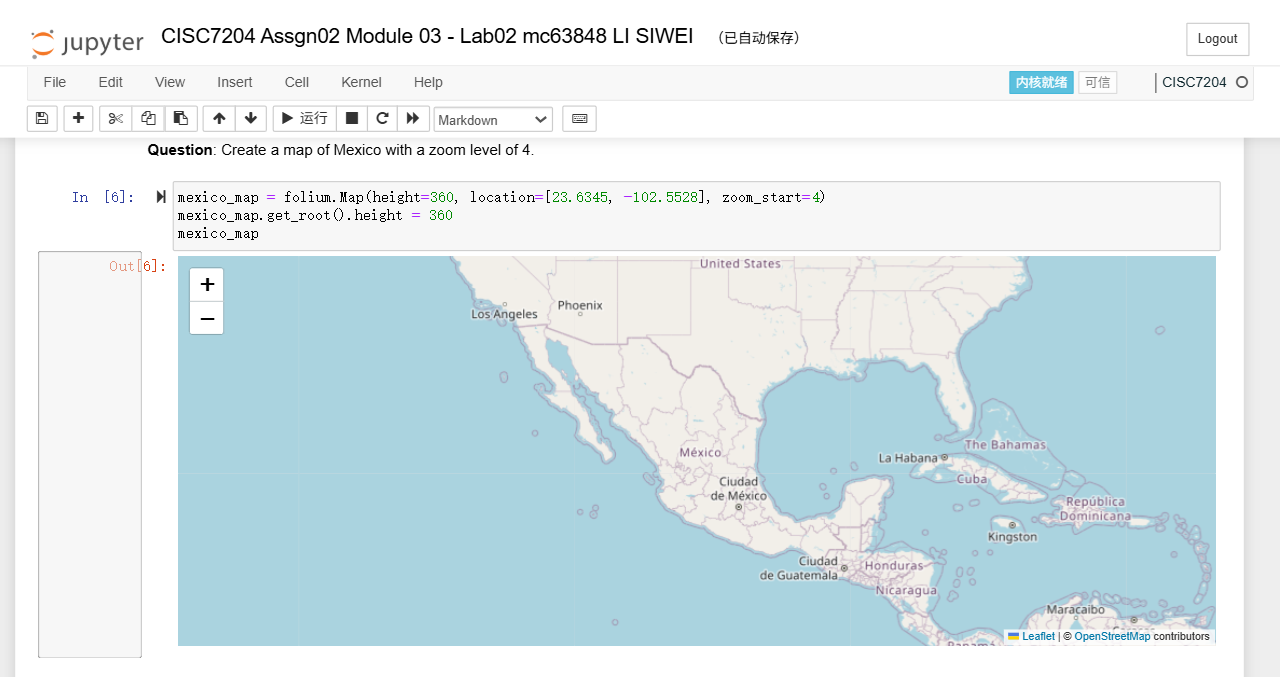 jupyter CISC7204 Assgn02 Module 03 - Lab02 mc63848 LI SIWEI （已自动保存） Logout
File Edit View Insert Cell Kernel Help 内核就绪 可信 CISC7204
运行 Markdown
Question: Create a map of Mexico with a zoom level of 4.
In [6]: mexico_map = folium.Map(height=360, location=[23.6345, -102.5528], zoom_start=4)
mexico_map.get_root().height = 360
mexico_map
Out[6]:
+
−
United States
Phoenix
Los Angeles
The Bahamas
México
La Habana
Cuba
Ciudad
de México
República
Dominicana
Kingston
Ciudad
de Guatemala
Honduras
Nicaragua
Maracaibo
Panamá
Leaflet | © OpenStreetMap contributors